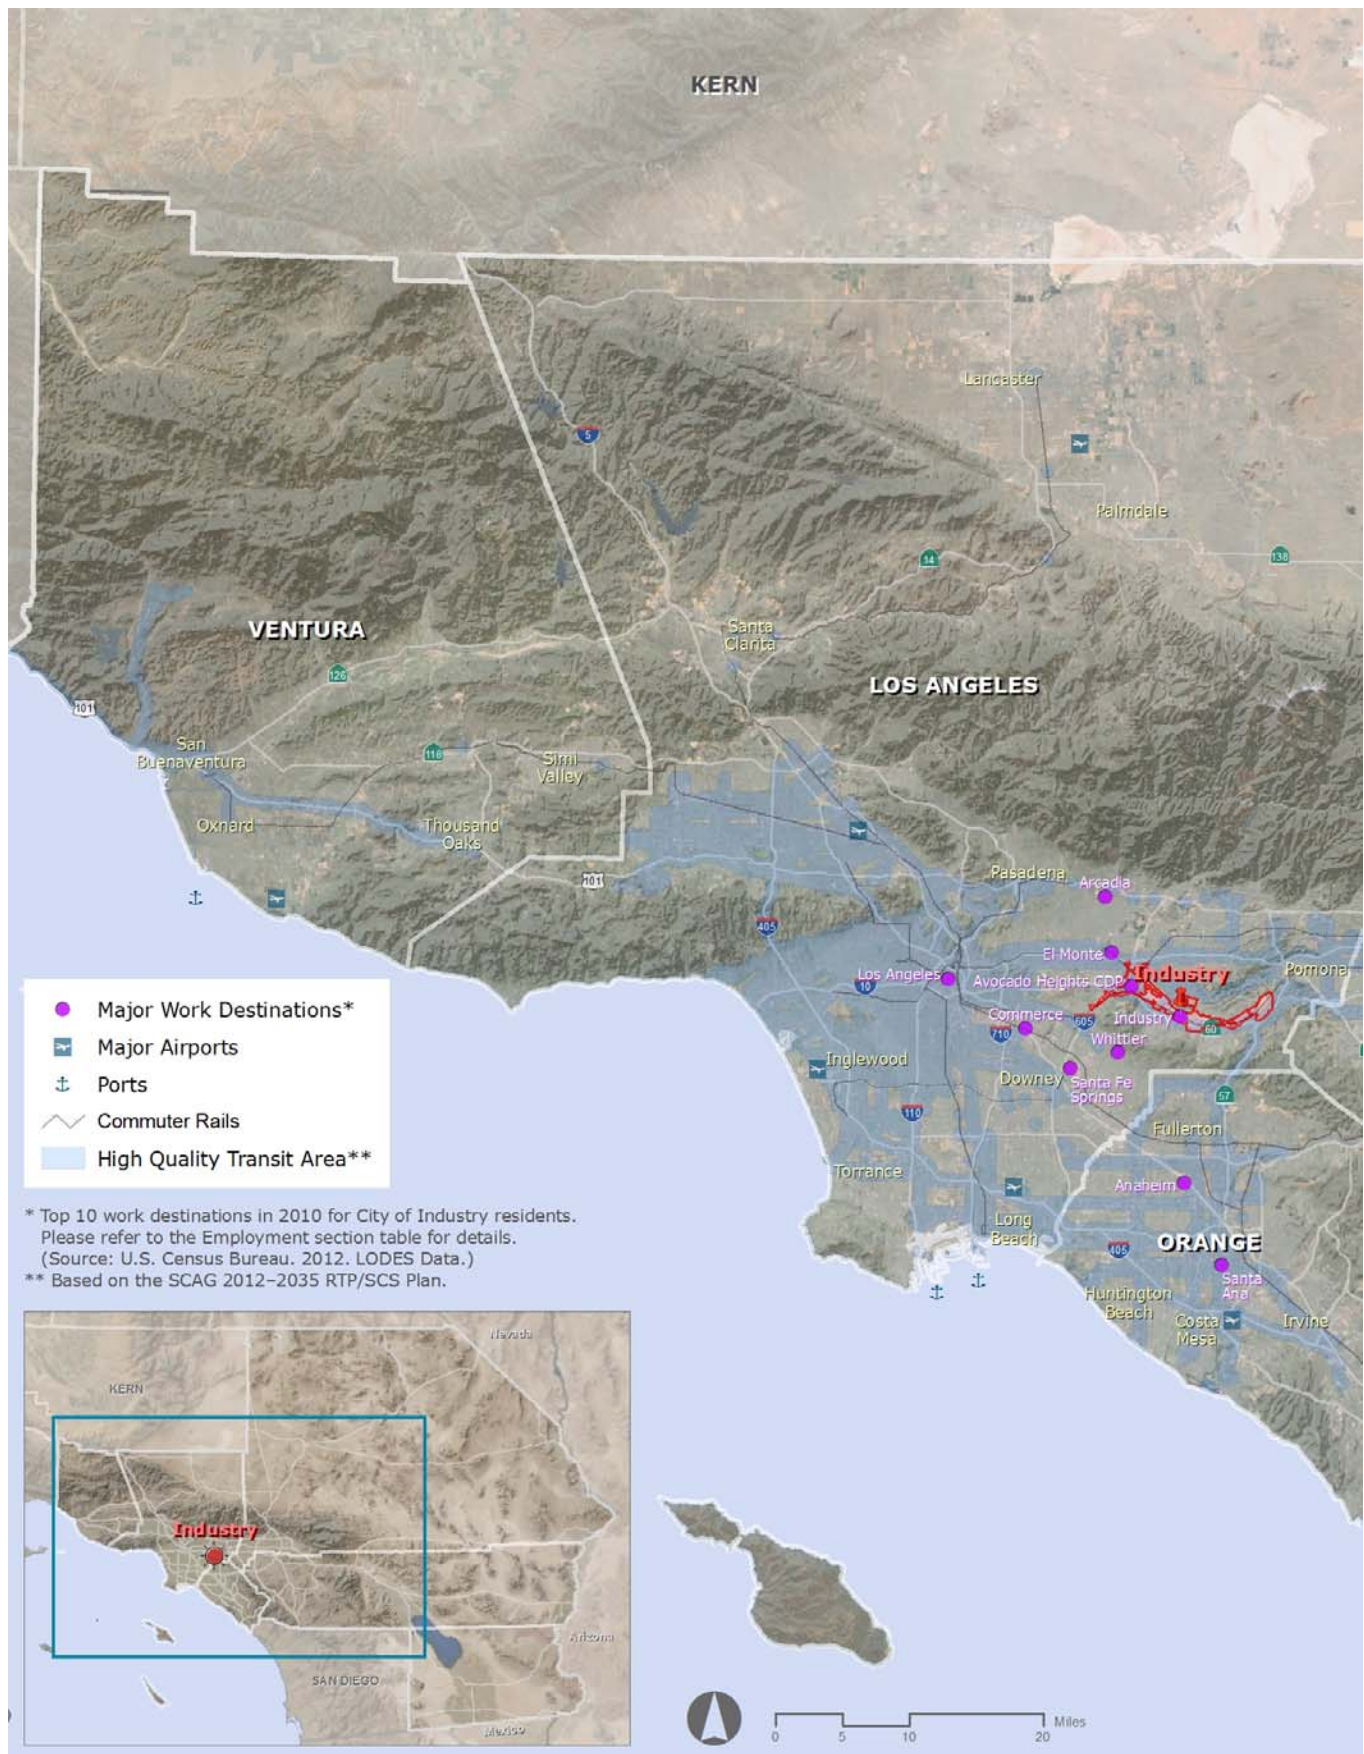 KERN
Lancaster
5
Palmdale
14
138
VENTURA
Santa
Clarita
126
LOS ANGELES
101
San
Buenaventura
118
Simi
Valley
Oxnard
Thousand
Oaks
101
Pasadena
Arcadia
405
El Monte
Los Angeles
Avocado Heights CDP
Industry
Pomona
10
Commerce
605
Industry
60
710
Whittier
Inglewood
Downey
Santa Fe
Springs
57
110
Fullerton
Torrance
Anaheim
Long
Beach
405
ORANGE
Santa
Ana
Huntington
Beach
Costa
Mesa
Irvine
Major Work Destinations*
Major Airports
Ports
Commuter Rails
High Quality Transit Area**
* Top 10 work destinations in 2010 for City of Industry residents.
Please refer to the Employment section table for details.
(Source: U.S. Census Bureau. 2012. LODES Data.)
** Based on the SCAG 2012–2035 RTP/SCS Plan.
Nevada
KERN
Industry
Arizona
SAN DIEGO
Mexico
0 5 10 20 Miles